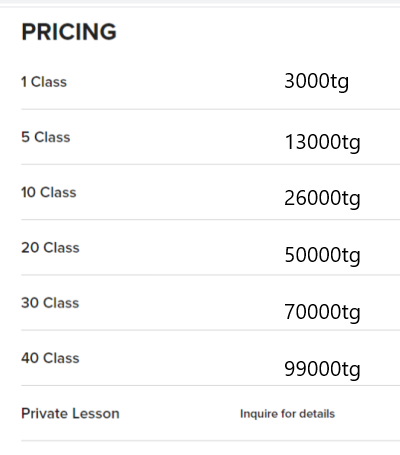 PRICING
1 Class 3000tg
5 Class 13000tg
10 Class 26000tg
20 Class 50000tg
30 Class 70000tg
40 Class 99000tg
Private Lesson Inquire for details